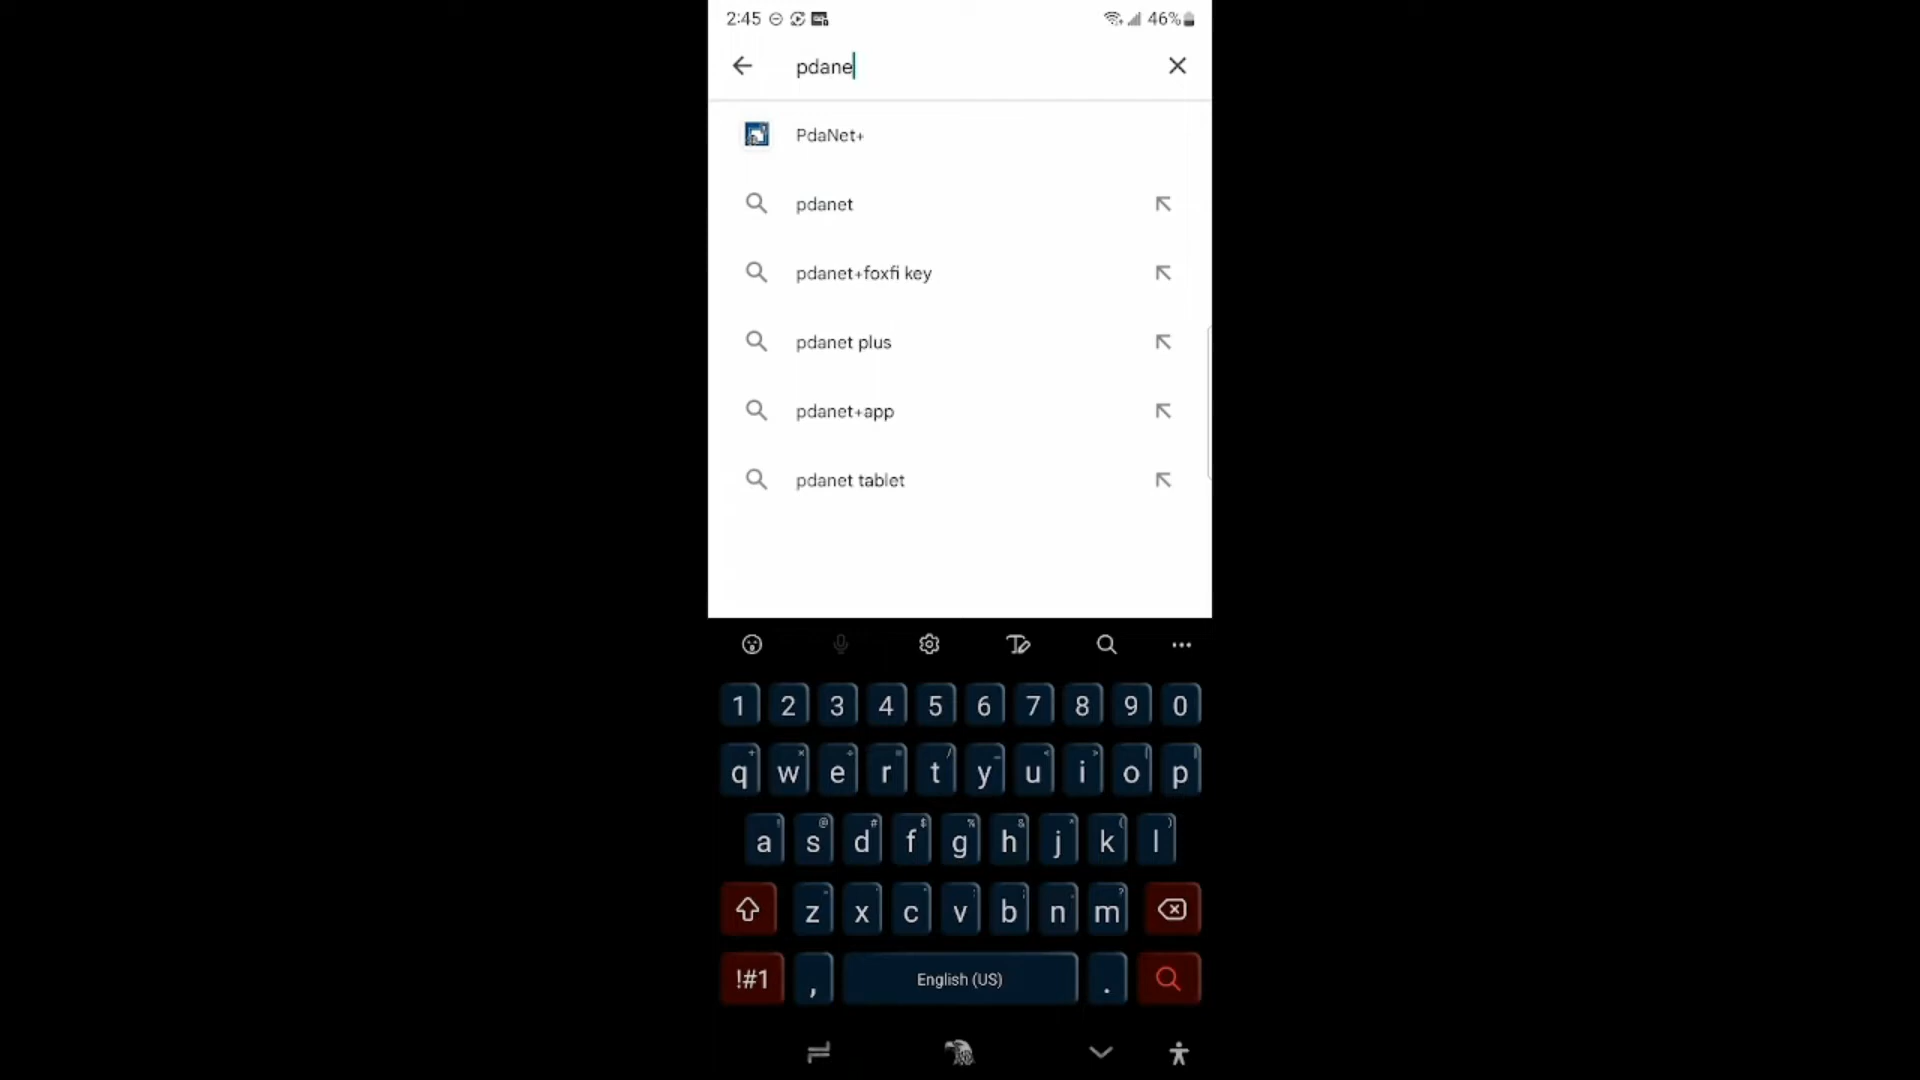 2:45 46%
pdane
PdaNet+
pdanet
pdanet+foxfi key
pdanet plus
pdanet+app
pdanet tablet
1 2 3 4 5 6 7 8 9 0
q w e r t y u i o p
a s d f g h j k l
z x c v b n m
!#1 , English (US) .